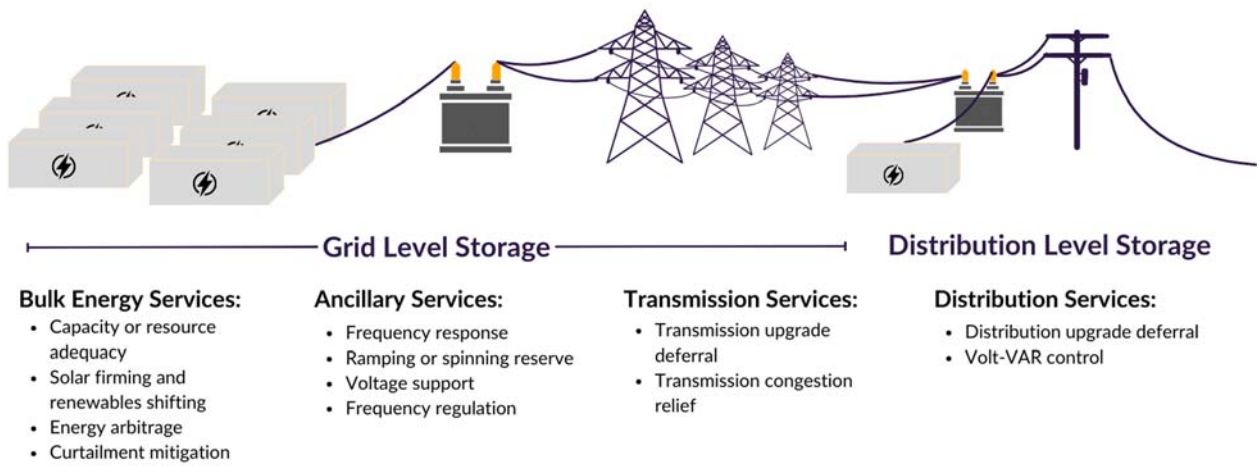 Grid Level Storage
Distribution Level Storage
Bulk Energy Services:
• Capacity or resource
adequacy
• Solar firming and
renewables shifting
• Energy arbitrage
• Curtailment mitigation
Ancillary Services:
• Frequency response
• Ramping or spinning reserve
• Voltage support
• Frequency regulation
Transmission Services:
• Transmission upgrade
deferral
• Transmission congestion
relief
Distribution Services:
• Distribution upgrade deferral
• Volt-VAR control